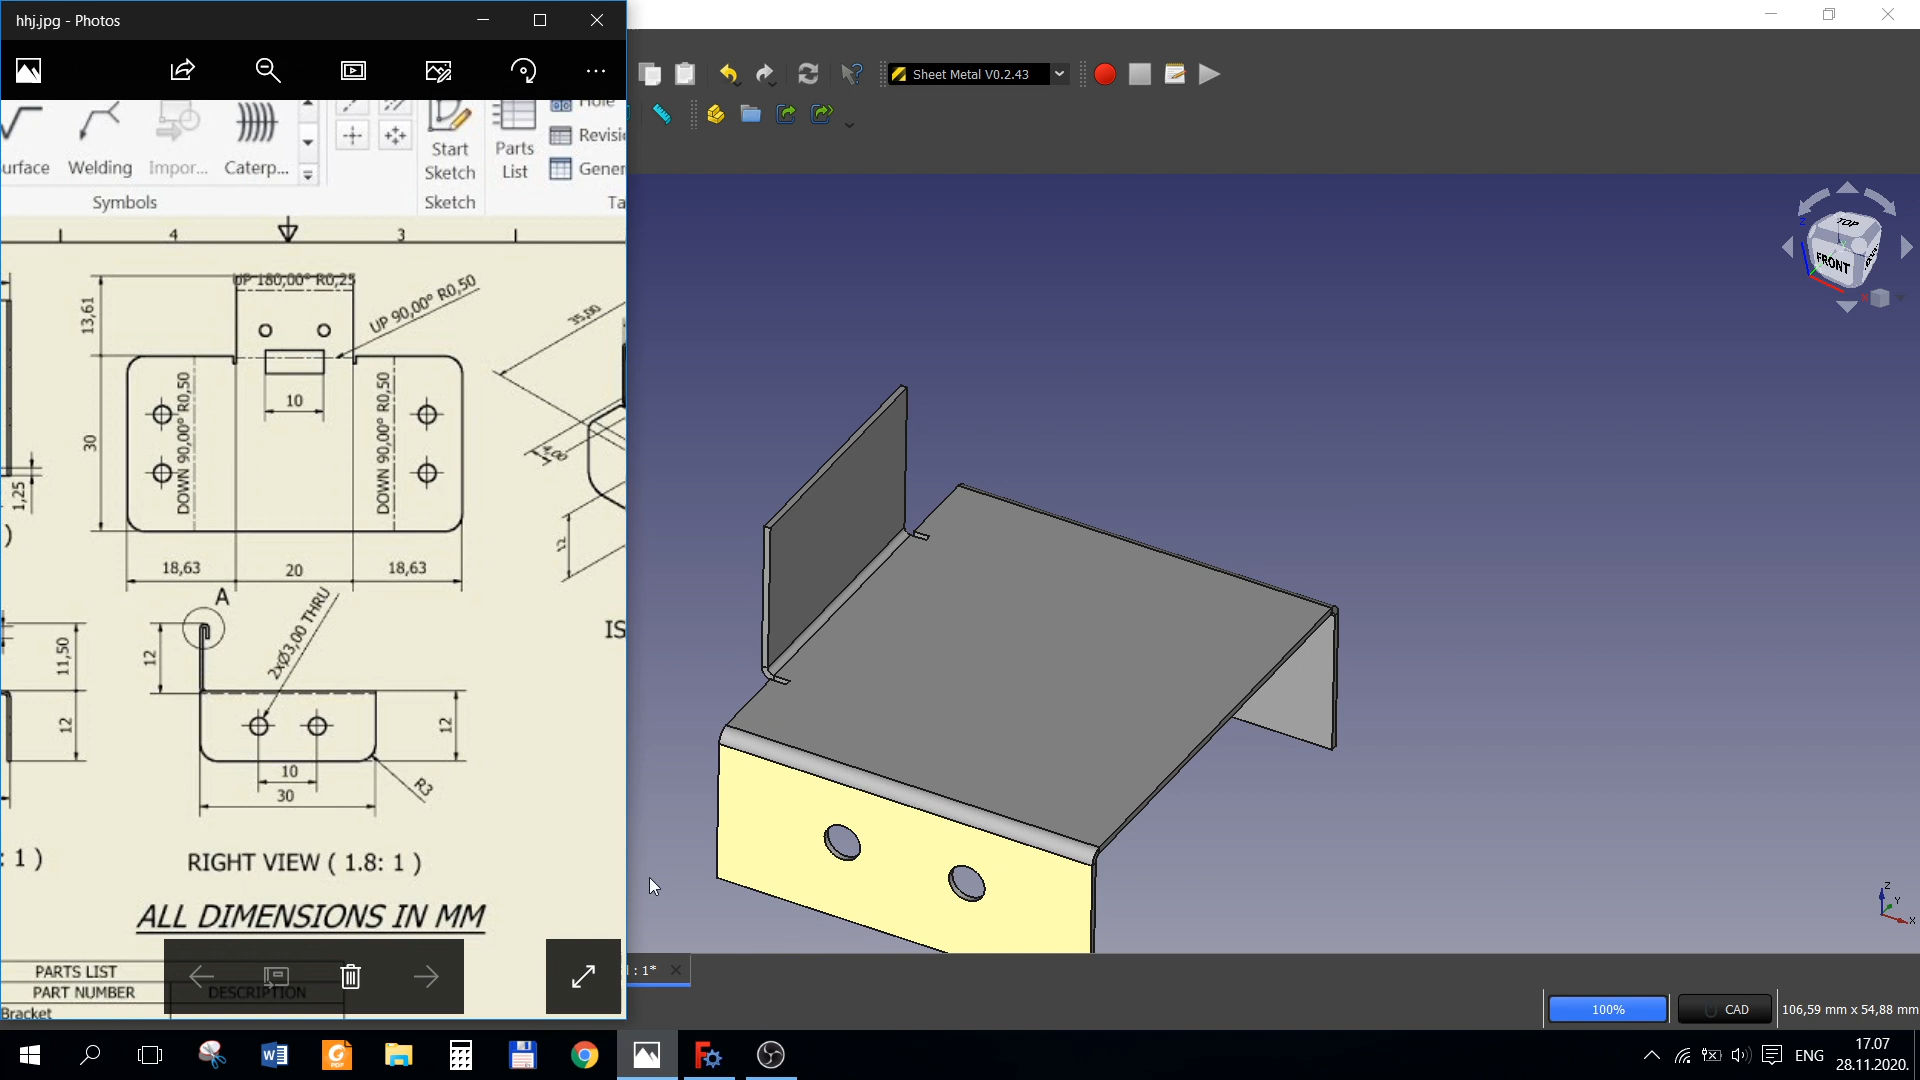 hhj.jpg - Photos
Sheet Metal V0.2.43
Hole
urface
Welding
Impor...
Caterp...
Start
Sketch
Parts
List
Revisi
Gener
Symbols
Sketch
Ta
4
3
UP 180,00° R0,25
UP 90,00° R0,50
13,61
35,00
DOWN 90,00° R0,50
DOWN 90,00° R0,50
10
30
1,25
)
12
18,63
20
18,63
A
2xØ3,00 THRU
IS
11,50
12
12
12
10
30
R3
: 1 )
RIGHT VIEW ( 1.8: 1 )
ALL DIMENSIONS IN MM
PARTS LIST
PART NUMBER
DESCRIPTION
Bracket
TOP
FRONT
Z
Y
X
: 1*
100%
CAD
106,59 mm x 54,88 mm
ENG
17.07
28.11.2020.